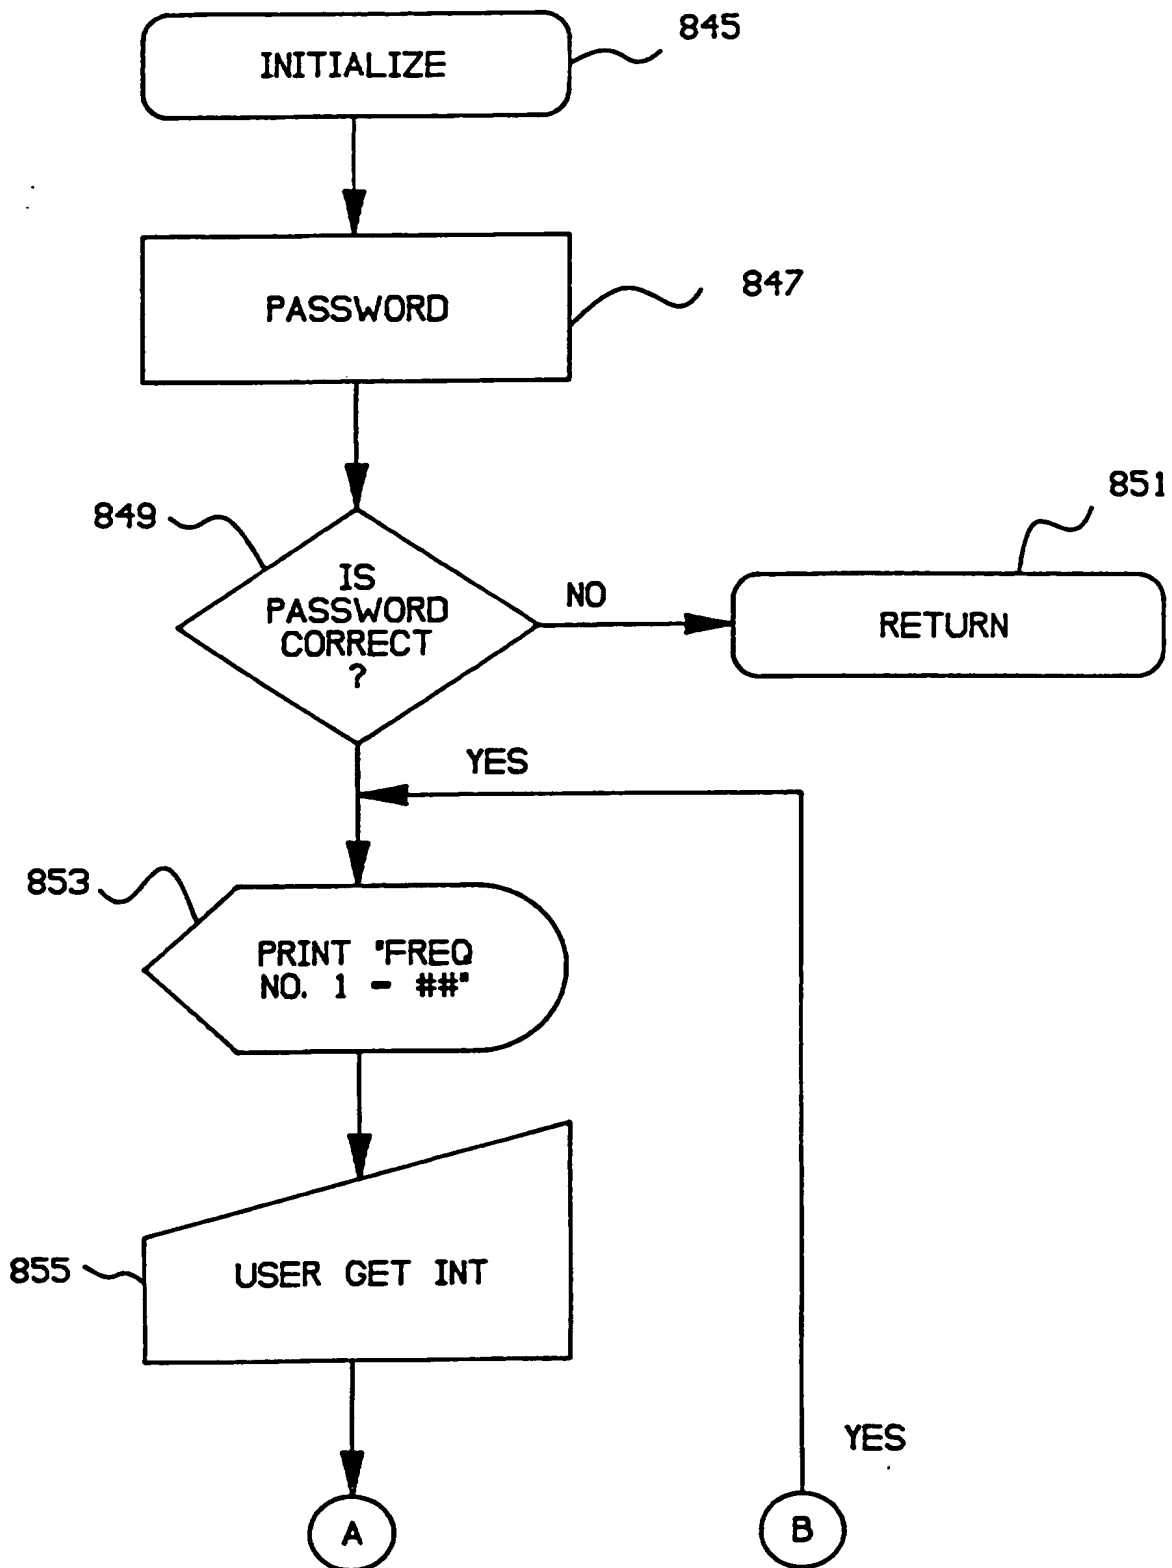 INITIALIZE
845
PASSWORD
847
849
IS
PASSWORD
CORRECT
?
NO
RETURN
851
YES
853
PRINT "FREQ
NO. 1 - ##"
855
USER GET INT
YES
A
B